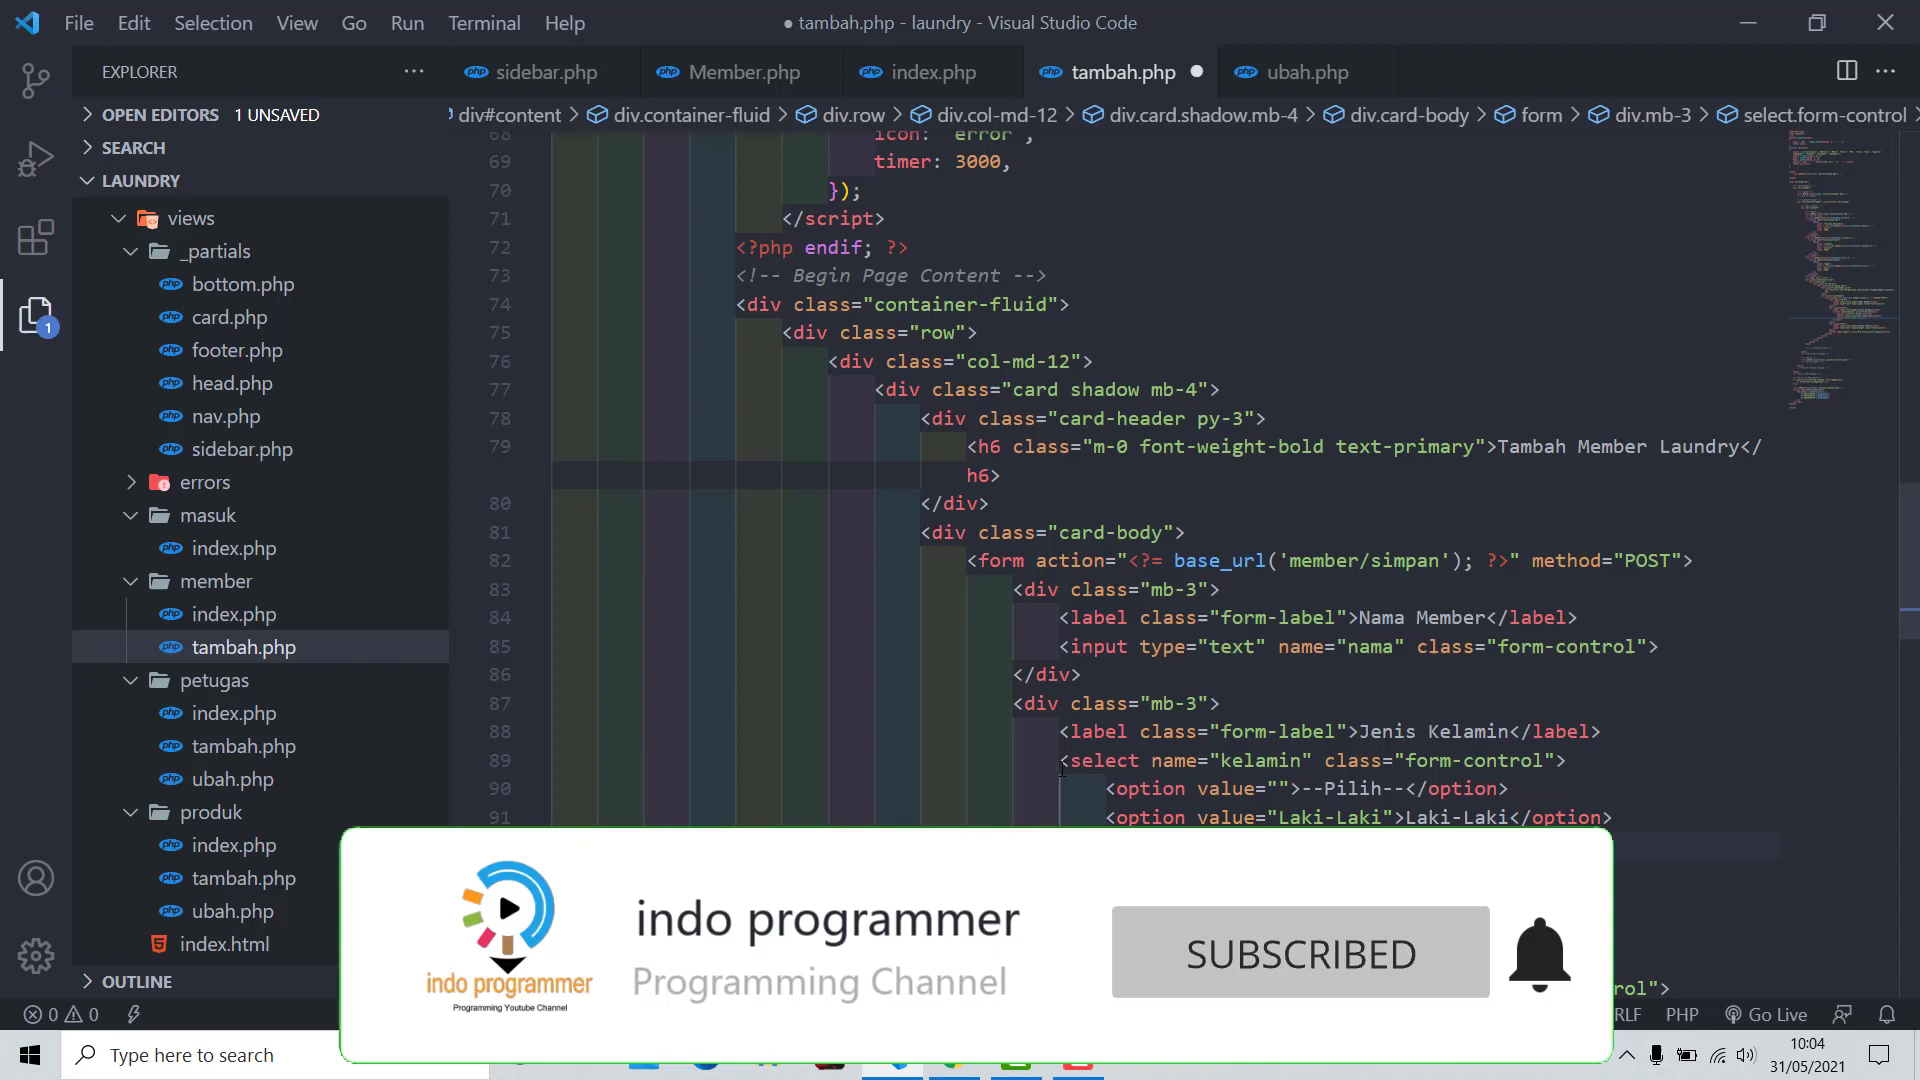 File Edit Selection View Go Run Terminal Help
● tambah.php - laundry - Visual Studio Code
EXPLORER
sidebar.php
Member.php
index.php
tambah.php
ubah.php
OPEN EDITORS 1 UNSAVED
div#content > div.container-fluid > div.row > div.col-md-12 > div.card.shadow.mb-4 > div.card-body > form > div.mb-3 > select.form-control
SEARCH
LAUNDRY
views
_partials
bottom.php
card.php
footer.php
head.php
nav.php
sidebar.php
errors
masuk
index.php
member
index.php
tambah.php
petugas
index.php
tambah.php
ubah.php
produk
index.php
tambah.php
ubah.php
index.html
OUTLINE
68 icon: error ,
69 timer: 3000,
70 });
71 </script>
72 <?php endif; ?>
73 <!-- Begin Page Content -->
74 <div class="container-fluid">
75 <div class="row">
76 <div class="col-md-12">
77 <div class="card shadow mb-4">
78 <div class="card-header py-3">
79 <h6 class="m-0 font-weight-bold text-primary">Tambah Member Laundry</
h6>
80 </div>
81 <div class="card-body">
82 <form action="<?= base_url('member/simpan'); ?>" method="POST">
83 <div class="mb-3">
84 <label class="form-label">Nama Member</label>
85 <input type="text" name="nama" class="form-control">
86 </div>
87 <div class="mb-3">
88 <label class="form-label">Jenis Kelamin</label>
89 <select name="kelamin" class="form-control">
90 <option value="">--Pilih--</option>
91 <option value="Laki-Laki">Laki-Laki</option>
rol">
indo programmer
Programming Channel
SUBSCRIBED
indo programmer
Programming Youtube Channel
1
0 0
RLF PHP Go Live
Type here to search
10:04
31/05/2021